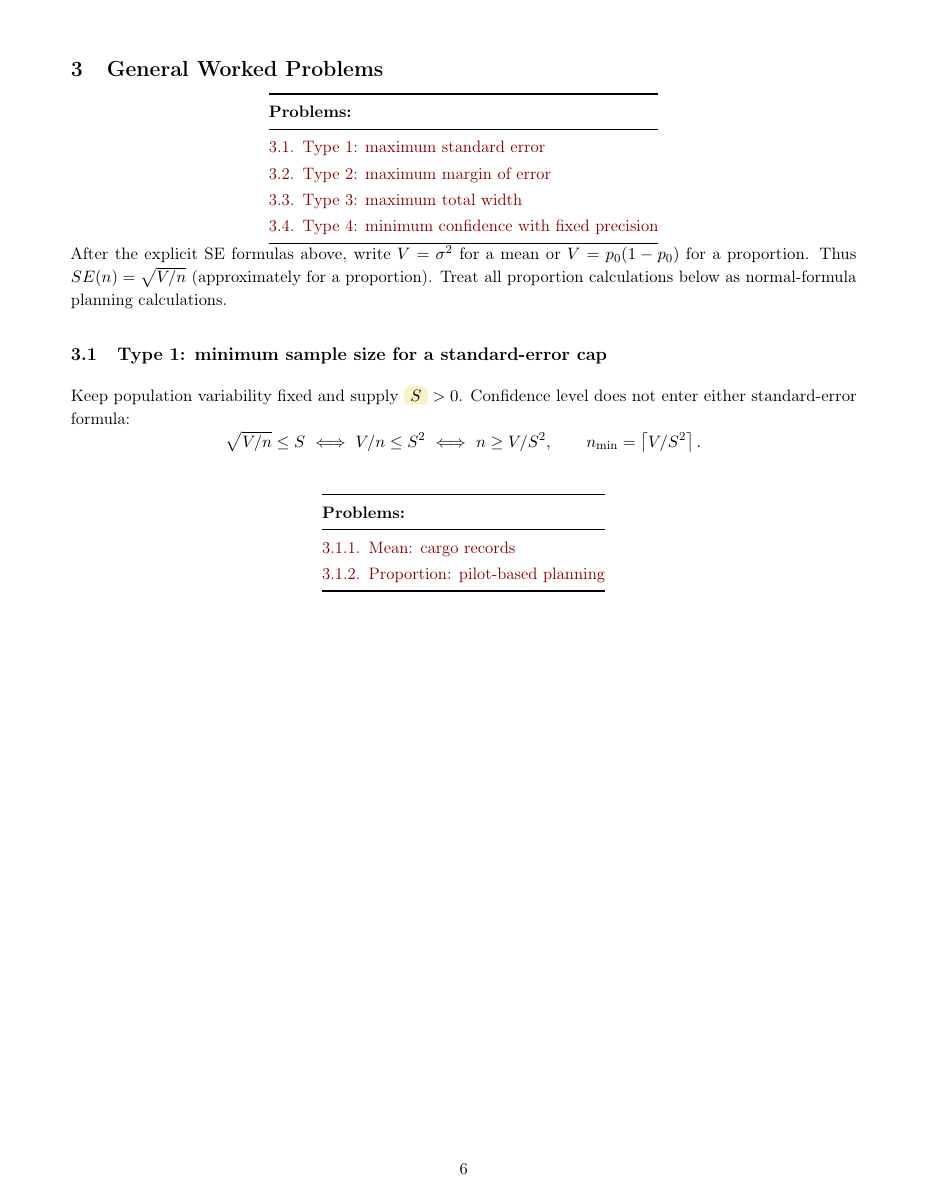 3 General Worked Problems
Problems:
3.1. Type 1: maximum standard error
3.2. Type 2: maximum margin of error
3.3. Type 3: maximum total width
3.4. Type 4: minimum confidence with fixed precision
After the explicit SE formulas above, write V = σ² for a mean or V = p₀(1 − p₀) for a proportion. Thus
SE(n) = √(V/n) (approximately for a proportion). Treat all proportion calculations below as normal-formula
planning calculations.
3.1 Type 1: minimum sample size for a standard-error cap
Keep population variability fixed and supply S > 0. Confidence level does not enter either standard-error
formula:
√(V/n) ≤ S ⟺ V/n ≤ S² ⟺ n ≥ V/S², n_min = ⌈V/S²⌉.
Problems:
3.1.1. Mean: cargo records
3.1.2. Proportion: pilot-based planning
6